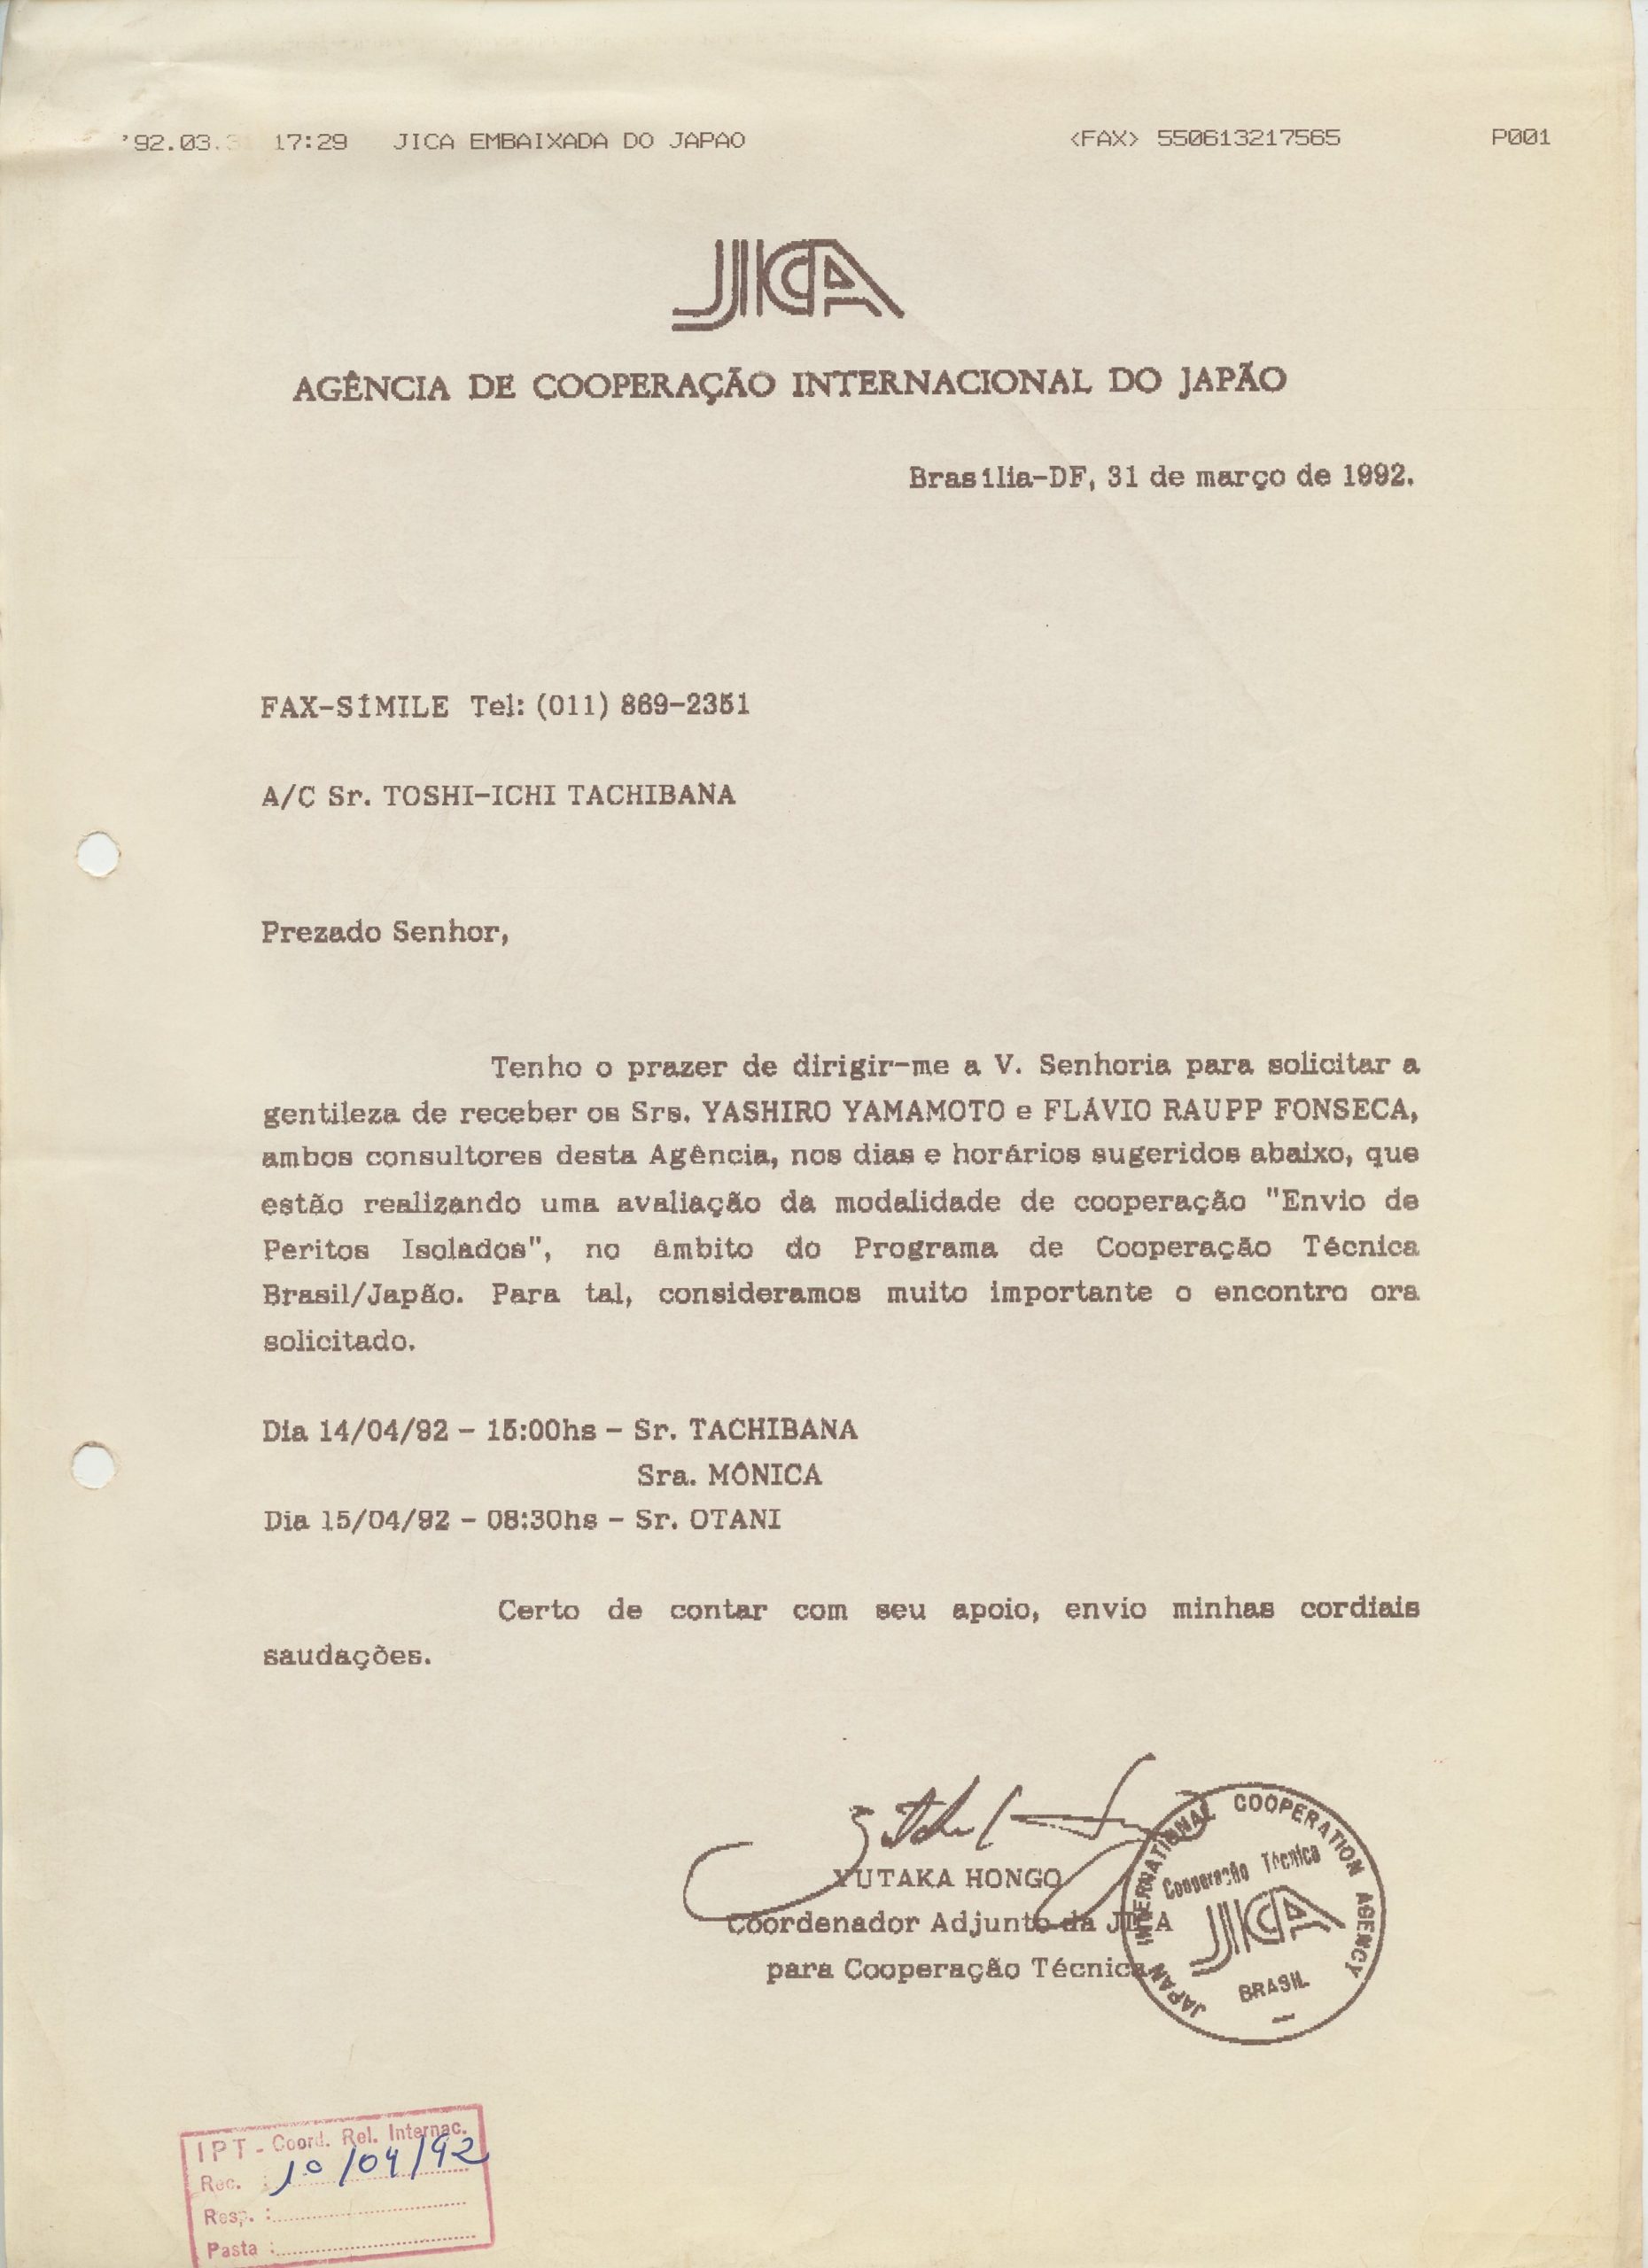 '92.03.31 17:29 JICA EMBAIXADA DO JAPAO <FAX> 550613217565 P001
JICA
AGÊNCIA DE COOPERAÇÃO INTERNACIONAL DO JAPÃO
Brasília-DF, 31 de março de 1992.
FAX-SÍMILE Tel: (011) 869-2351
A/C Sr. TOSHI-ICHI TACHIBANA
Prezado Senhor,
Tenho o prazer de dirigir-me a V. Senhoria para solicitar a
gentileza de receber os Srs. YASHIRO YAMAMOTO e FLÁVIO RAUPP FONSECA,
ambos consultores desta Agência, nos dias e horários sugeridos abaixo, que
estão realizando uma avaliação da modalidade de cooperação "Envio de
Peritos Isolados", no âmbito do Programa de Cooperação Técnica
Brasil/Japão. Para tal, consideramos muito importante o encontro ora
solicitado.
Dia 14/04/92 - 15:00hs - Sr. TACHIBANA
Sra. MÔNICA
Dia 15/04/92 - 08:30hs - Sr. OTANI
Certo de contar com seu apoio, envio minhas cordiais
saudações.
YUTAKA HONGO
Coordenador Adjunto da JICA
para Cooperação Técnica
JAPAN INTERNATIONAL COOPERATION AGENCY
Cooperação Técnica
JICA
BRASIL
IPT - Coord. Rel. Internac.
Rec. : 1º/04/92
Resp. :
Pasta :